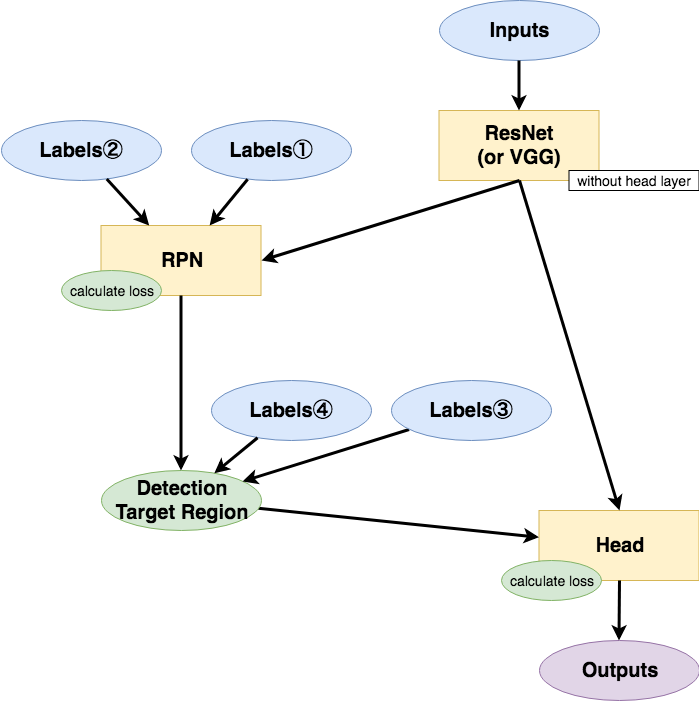 Inputs
ResNet
(or VGG)
without head layer
Labels②
Labels①
RPN
calculate loss
Labels④
Labels③
Detection
Target Region
Head
calculate loss
Outputs